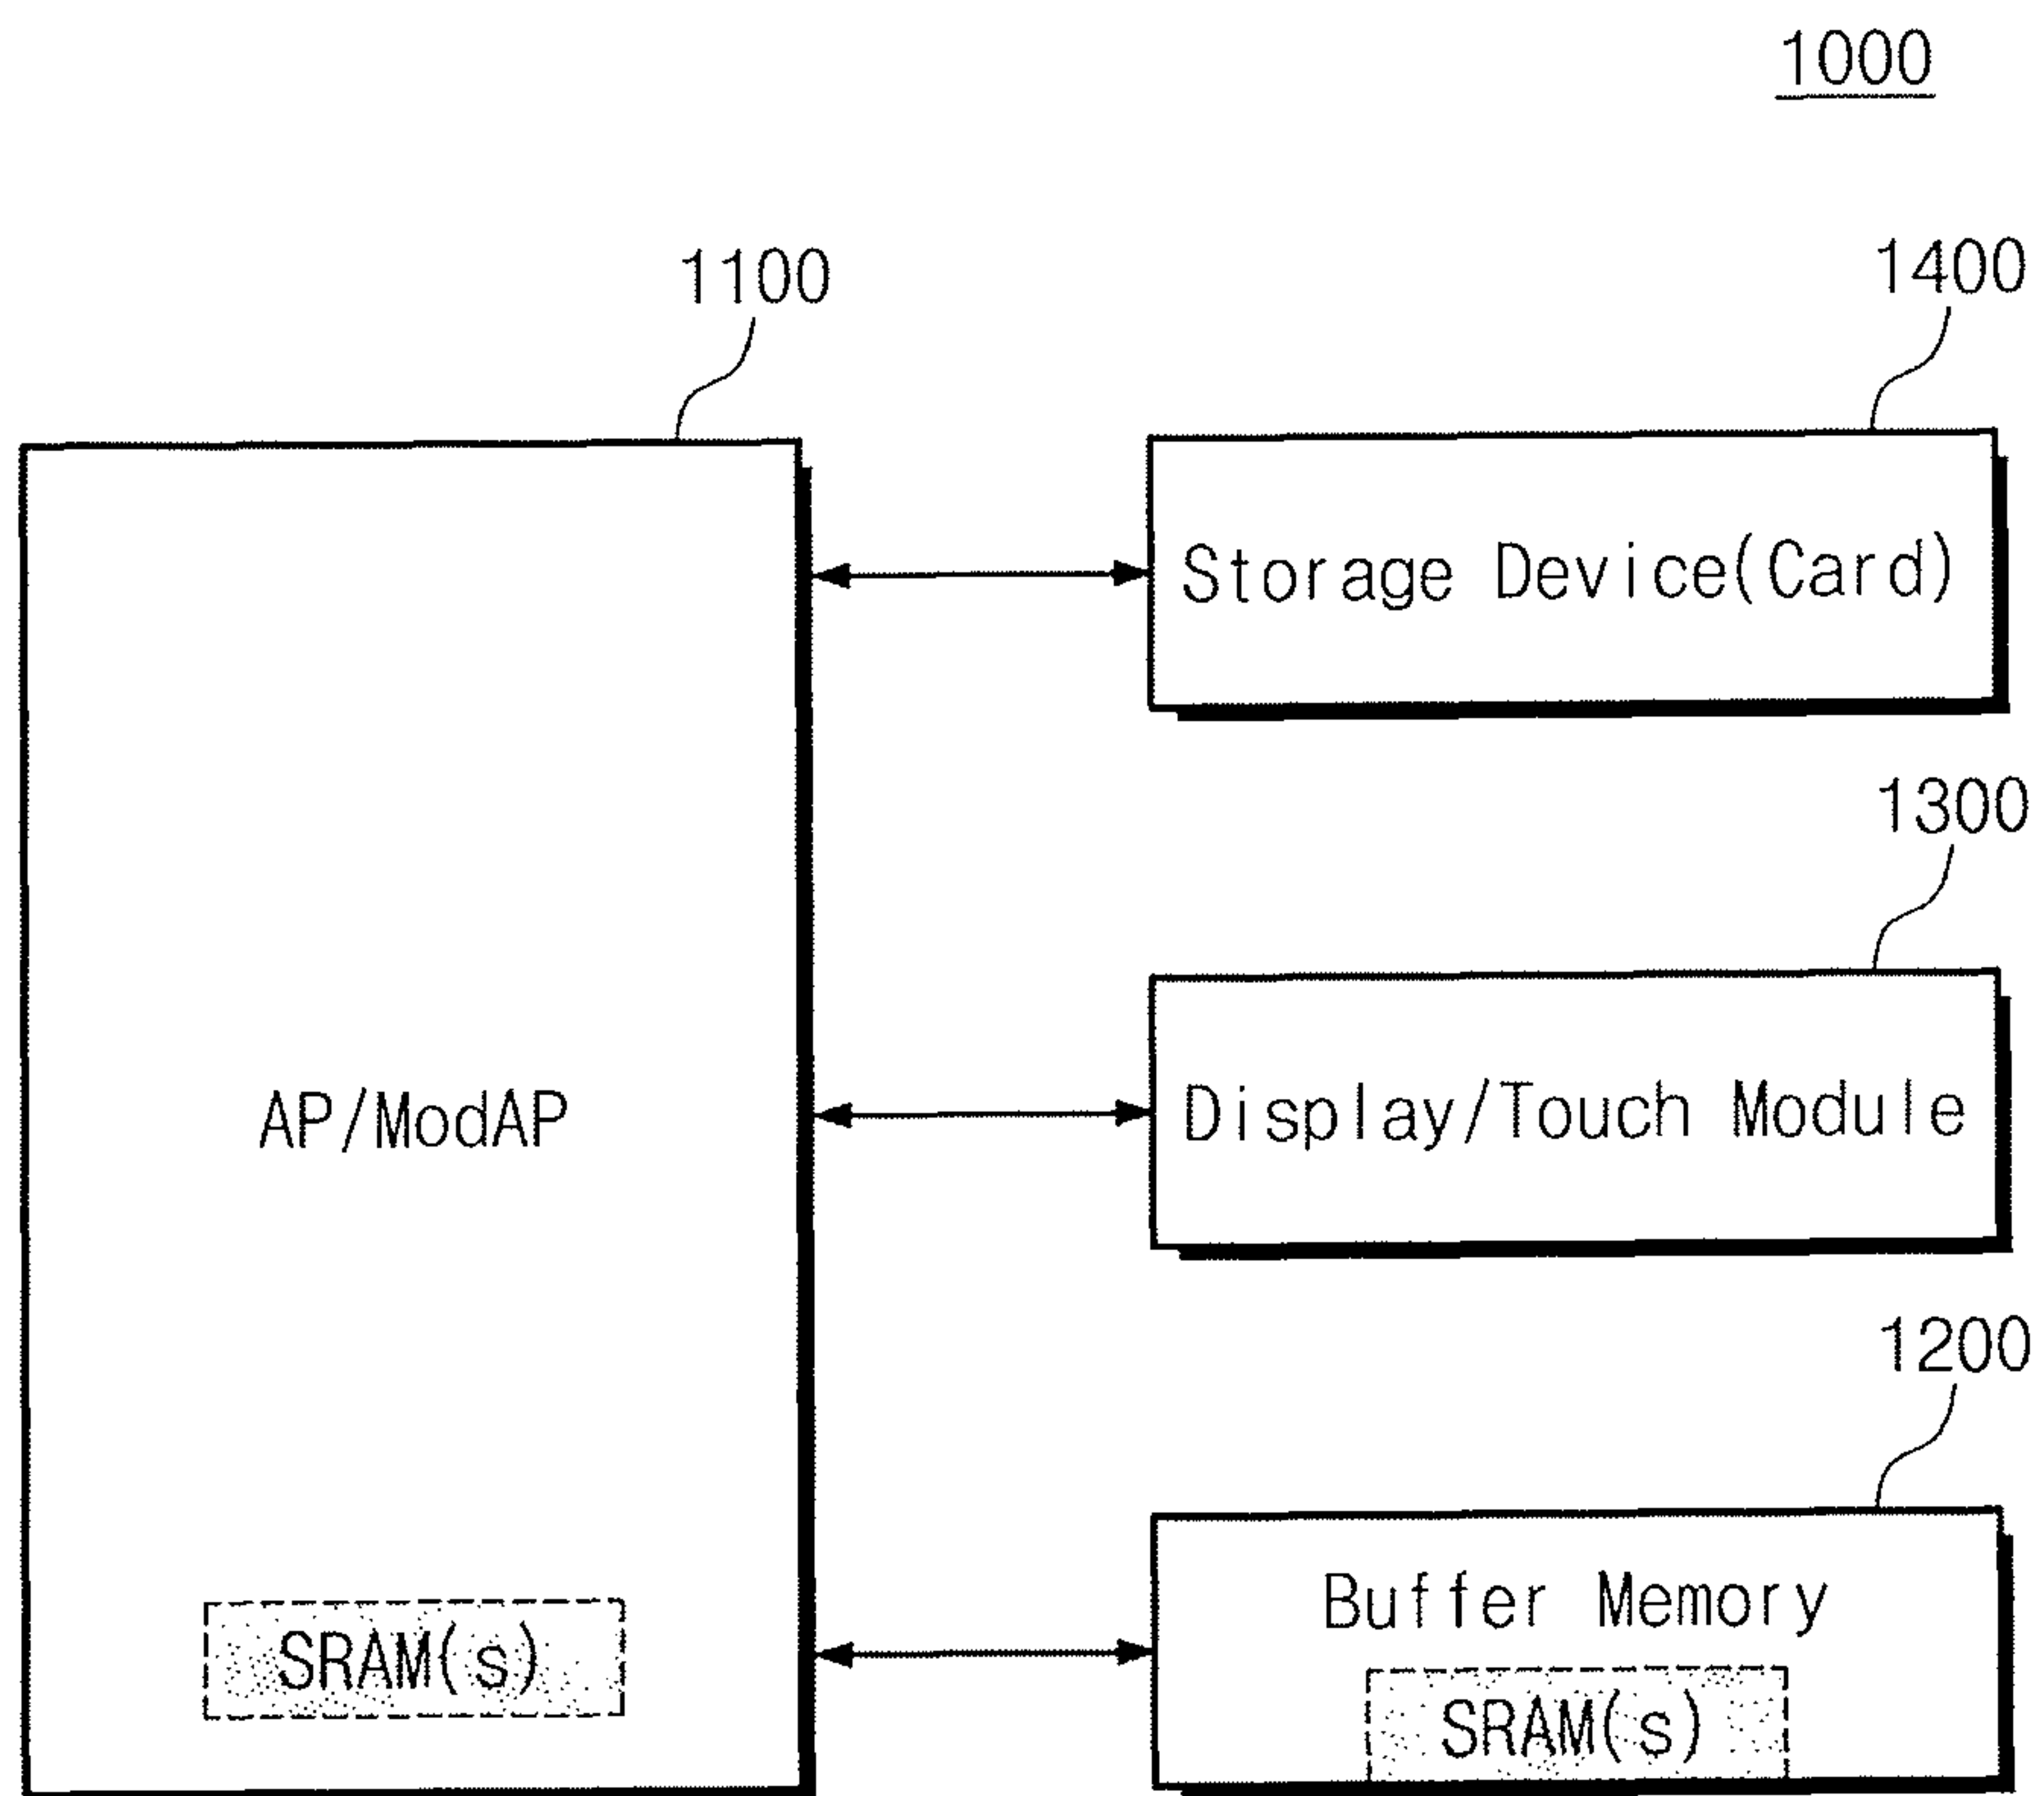 1000
1100
1400
Storage Device(Card)
1300
AP/ModAP
Display/Touch Module
1200
Buffer Memory
SRAM(s)
SRAM(s)